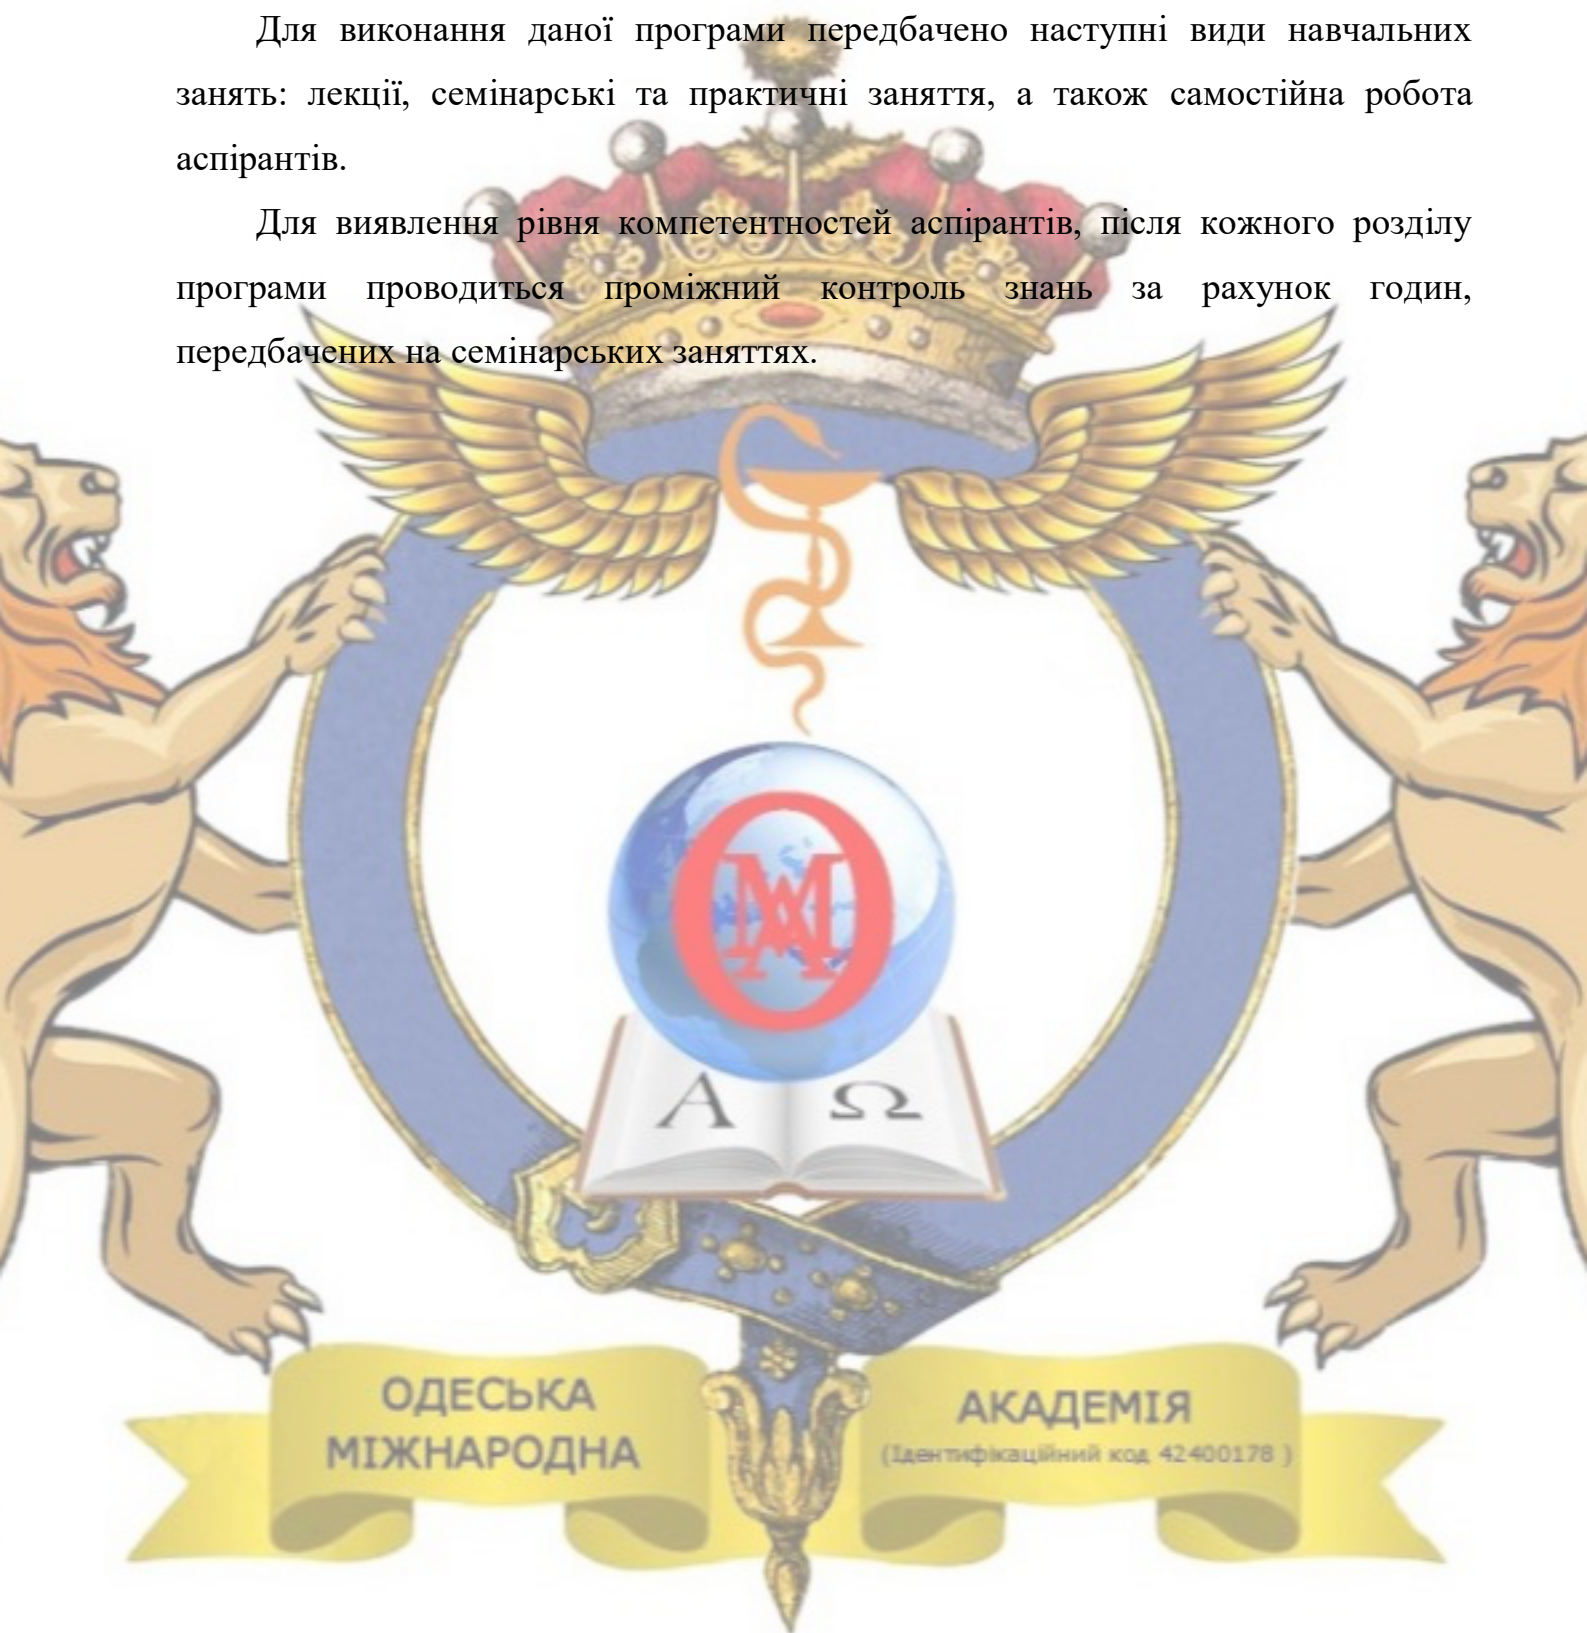 Для виконання даної програми передбачено наступні види навчальних
занять: лекції, семінарські та практичні заняття, а також самостійна робота
аспірантів.
Для виявлення рівня компетентностей аспірантів, після кожного розділу
програми проводиться проміжний контроль знань за рахунок годин,
передбачених на семінарських заняттях.
ОМА
Α Ω
ОДЕСЬКА
МІЖНАРОДНА
АКАДЕМІЯ
(Ідентифікаційний код 42400178 )